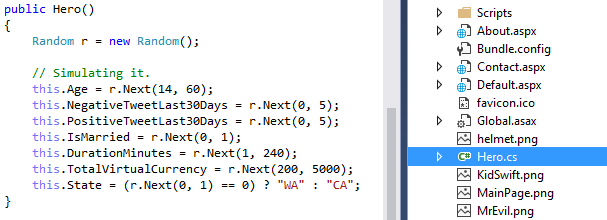 public Hero()
{
Random r = new Random();
// Simulating it.
this.Age = r.Next(14, 60);
this.NegativeTweetLast30Days = r.Next(0, 5);
this.PositiveTweetLast30Days = r.Next(0, 5);
this.IsMarried = r.Next(0, 1);
this.DurationMinutes = r.Next(1, 240);
this.TotalVirtualCurrency = r.Next(200, 5000);
this.State = (r.Next(0, 1) == 0) ? "WA" : "CA";
}
Scripts
About.aspx
Bundle.config
Contact.aspx
Default.aspx
favicon.ico
Global.asax
helmet.png
Hero.cs
KidSwift.png
MainPage.png
MrEvil.png